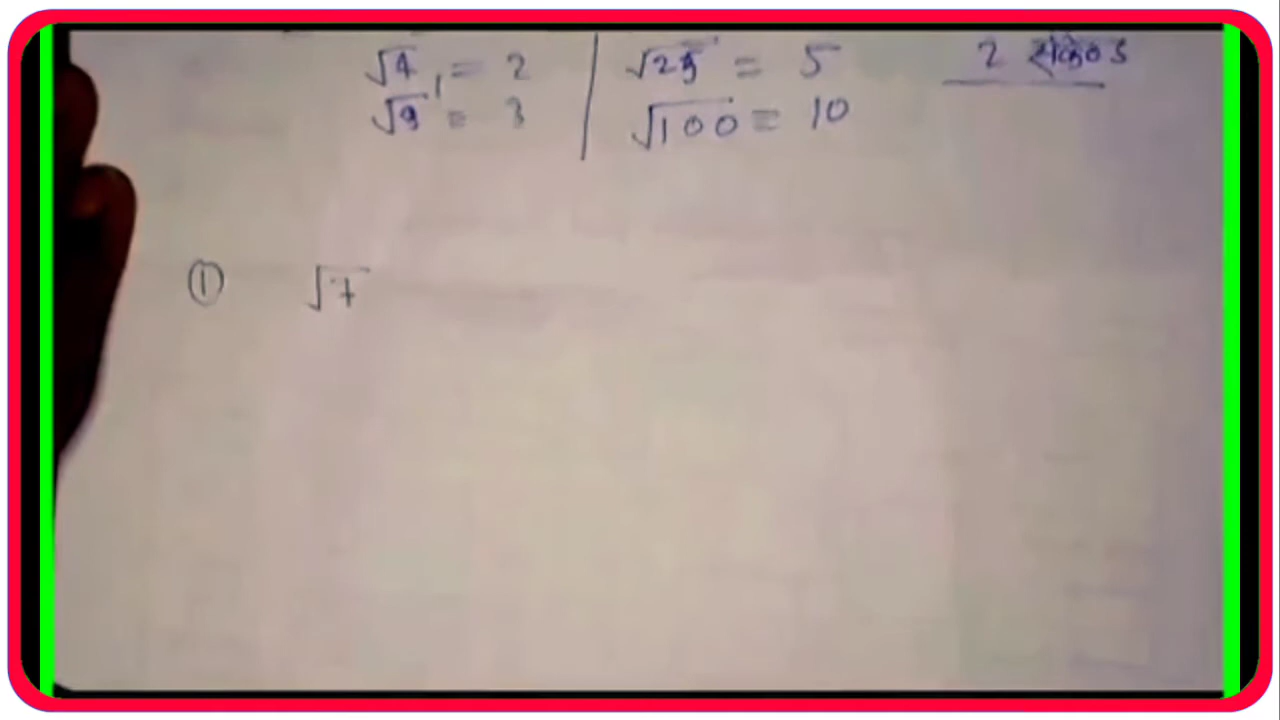 √4, = 2 | √25 = 5 2 सेकेण्ड
√9 = 3 | √100 = 10
① √7